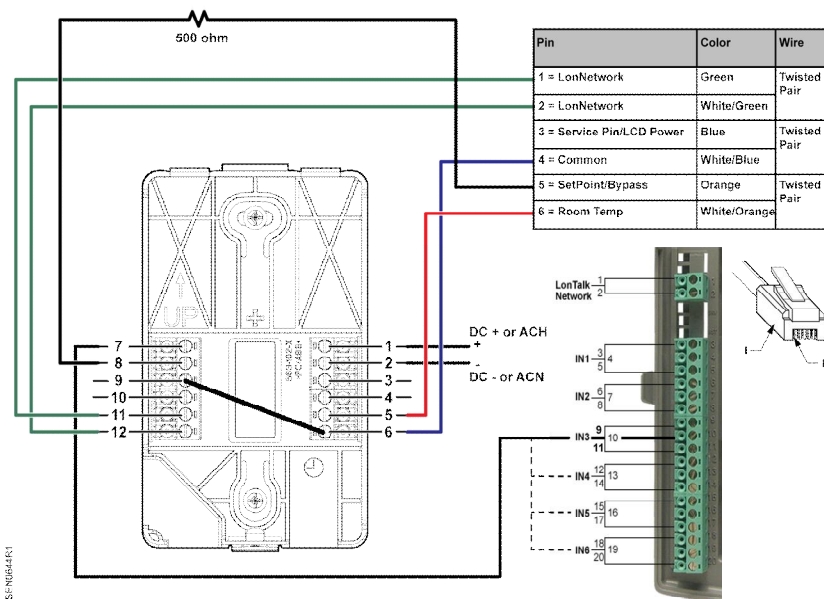 500 ohm
Pin Color Wire
1 = LonNetwork Green Twisted Pair
2 = LonNetwork White/Green
3 = Service Pin/LCD Power Blue Twisted Pair
4 = Common White/Blue
5 = SetPoint/Bypass Orange Twisted Pair
6 = Room Temp White/Orange
UP
7
8
9
10
11
12
1
2
3
4
5
6
DC + or ACH
+
-
DC - or ACN
LonTalk Network 1 2
IN1 3 4 5
IN2 6 7 8
IN3 9 10 11
IN4 12 13 14
IN5 15 16 17
IN6 18 19 20
SEN0644R1